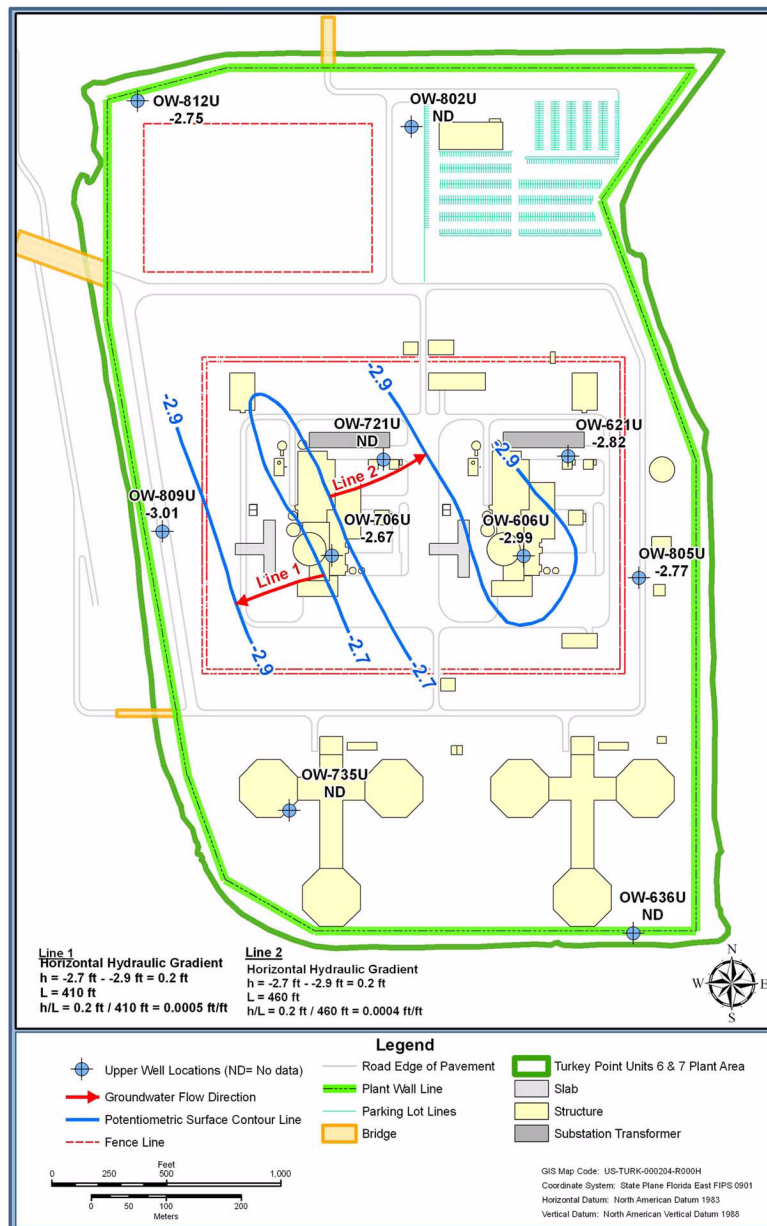 OW-812U
-2.75
OW-802U
ND
-2.9
-2.9
OW-721U
ND
OW-621U
-2.82
Line 2
-2.9
OW-809U
-3.01
OW-706U
-2.67
OW-606U
-2.99
OW-805U
-2.77
Line 1
-2.7
-2.9
-2.7
OW-735U
ND
OW-636U
ND
Line 1
Horizontal Hydraulic Gradient
h = -2.7 ft - -2.9 ft = 0.2 ft
L = 410 ft
h/L = 0.2 ft / 410 ft = 0.0005 ft/ft
Line 2
Horizontal Hydraulic Gradient
h = -2.7 ft - -2.9 ft = 0.2 ft
L = 460 ft
h/L = 0.2 ft / 460 ft = 0.0004 ft/ft
N
W E
S
Legend
Upper Well Locations (ND= No data)
Groundwater Flow Direction
Potentiometric Surface Contour Line
Fence Line
Road Edge of Pavement
Plant Wall Line
Parking Lot Lines
Bridge
Turkey Point Units 6 & 7 Plant Area
Slab
Structure
Substation Transformer
Feet
0 250 500 1,000
0 50 100 200
Meters
GIS Map Code: US-TURK-000204-R000H
Coordinate System: State Plane Florida East FIPS 0901
Horizontal Datum: North American Datum 1983
Vertical Datum: North American Vertical Datum 1988